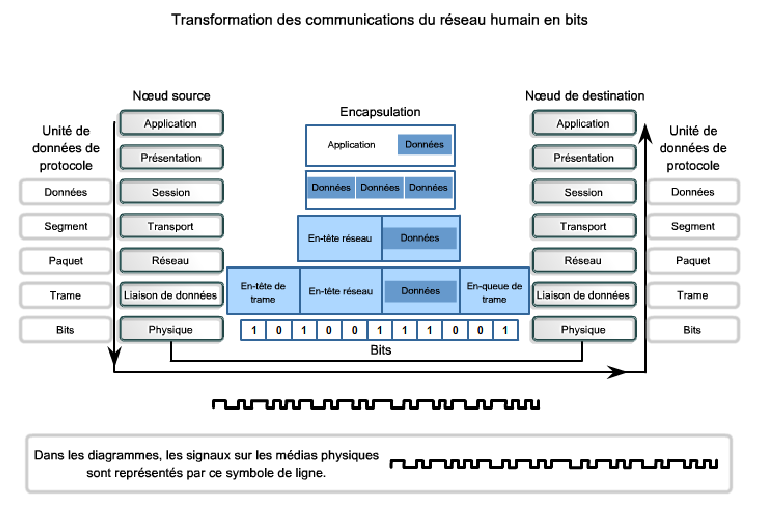 Transformation des communications du réseau humain en bits
Nœud source
Nœud de destination
Encapsulation
Unité de
données de
protocole
Données
Segment
Paquet
Trame
Bits
Application
Présentation
Session
Transport
Réseau
Liaison de données
Physique
Application
Données
Données
Données
Données
En-tête réseau
Données
En-tête de
trame
En-tête réseau
Données
En-queue de
trame
1 0 1 0 0 1 1 1 0 0 1
Bits
Application
Présentation
Session
Transport
Réseau
Liaison de données
Physique
Unité de
données de
protocole
Données
Segment
Paquet
Trame
Bits
Dans les diagrammes, les signaux sur les médias physiques
sont représentés par ce symbole de ligne.